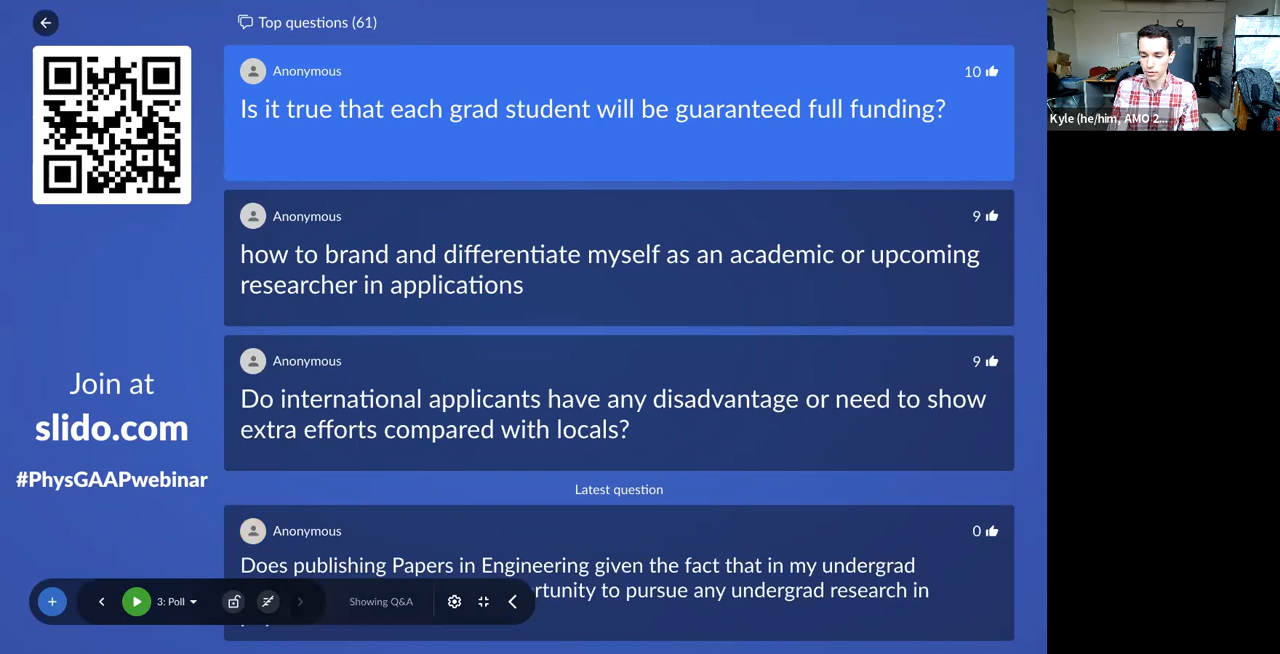 Top questions (61)
Anonymous
10
Is it true that each grad student will be guaranteed full funding?
Anonymous
9
how to brand and differentiate myself as an academic or upcoming
researcher in applications
Anonymous
9
Do international applicants have any disadvantage or need to show
extra efforts compared with locals?
Latest question
Anonymous
0
Does publishing Papers in Engineering given the fact that in my undergrad
to pursue any undergrad research in
Join at
slido.com
#PhysGAAPwebinar
3: Poll
Showing Q&A
Kyle (he/him, AMO 2...